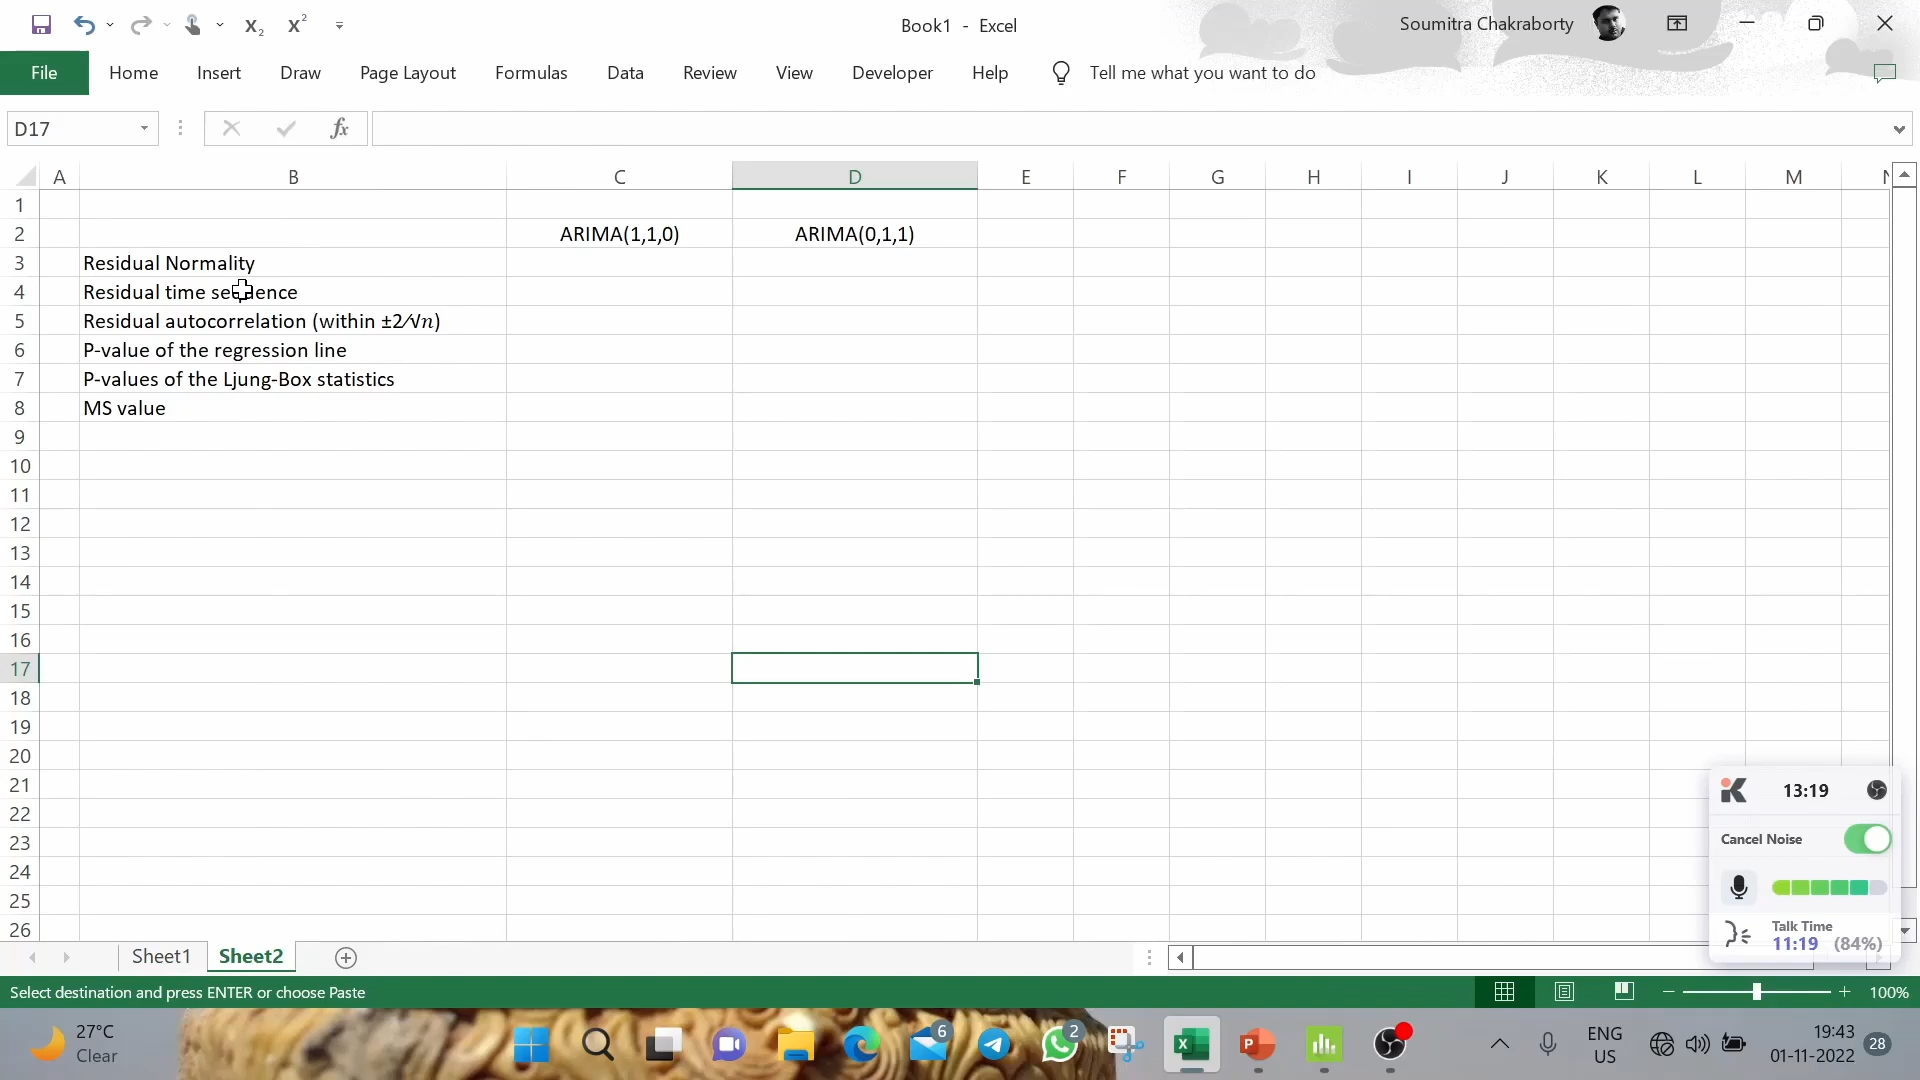 Book1 - Excel
Soumitra Chakraborty
File Home Insert Draw Page Layout Formulas Data Review View Developer Help Tell me what you want to do
D17 fx
A B C D E F G H I J K L M
1
2 ARIMA(1,1,0) ARIMA(0,1,1)
3 Residual Normality
4 Residual time sequence
5 Residual autocorrelation (within ±2∕√n)
6 P-value of the regression line
7 P-values of the Ljung-Box statistics
8 MS value
9
10
11
12
13
14
15
16
17
18
19
20
21
22
23
24
25
26
13:19
Cancel Noise
Talk Time
11:19 (84%)
Sheet1 Sheet2
Select destination and press ENTER or choose Paste
100%
27°C
Clear
6
2
ENG
US
19:43
01-11-2022
28